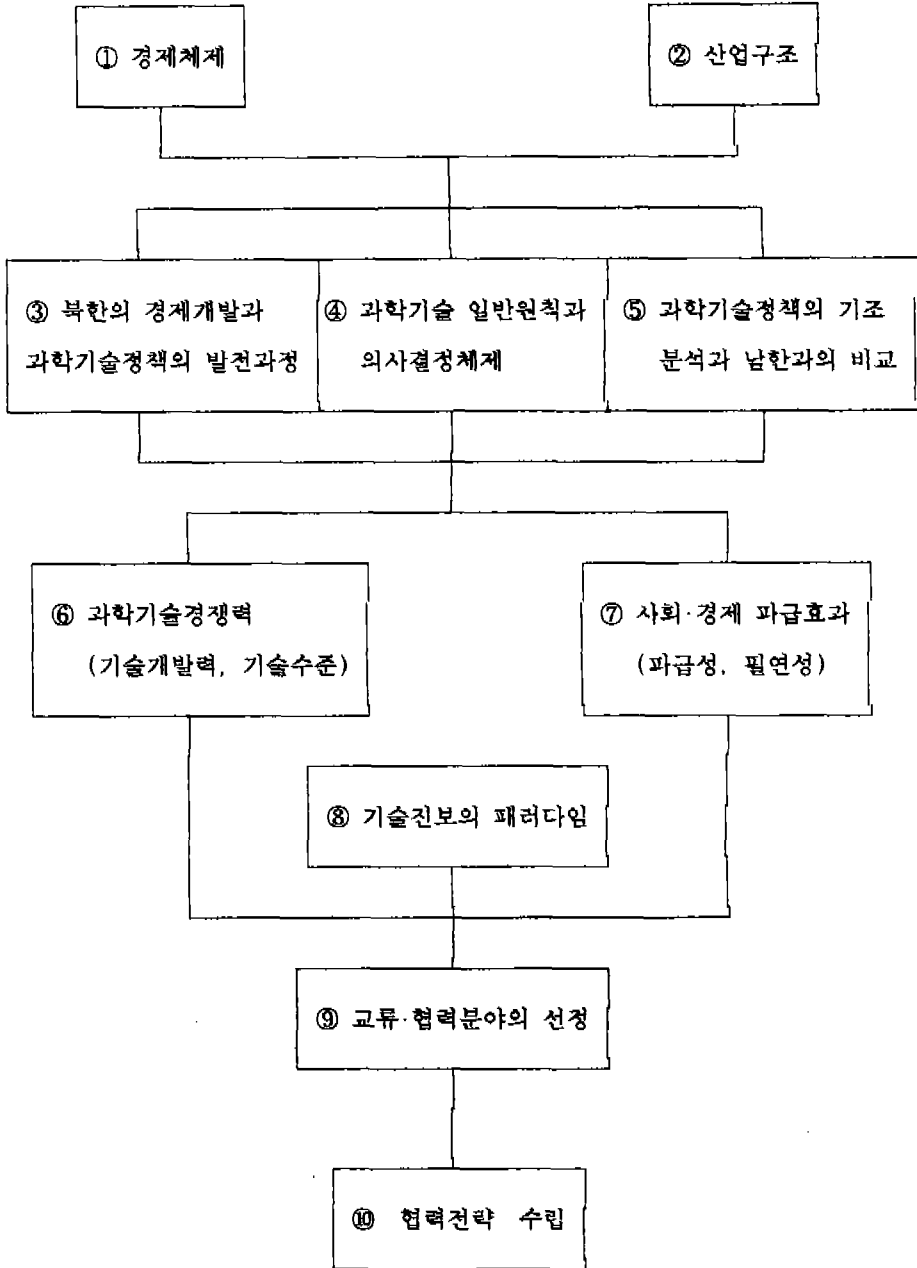 ① 경제체제
② 산업구조
③ 북한의 경제개발과
과학기술정책의 발전과정
④ 과학기술 일반원칙과
의사결정체제
⑤ 과학기술정책의 기조
분석과 남한과의 비교
⑥ 과학기술경쟁력
(기술개발력, 기술수준)
⑦ 사회·경제 파급효과
(파급성, 필연성)
⑧ 기술진보의 패러다임
⑨ 교류·협력분야의 선정
⑩ 협력전략 수립